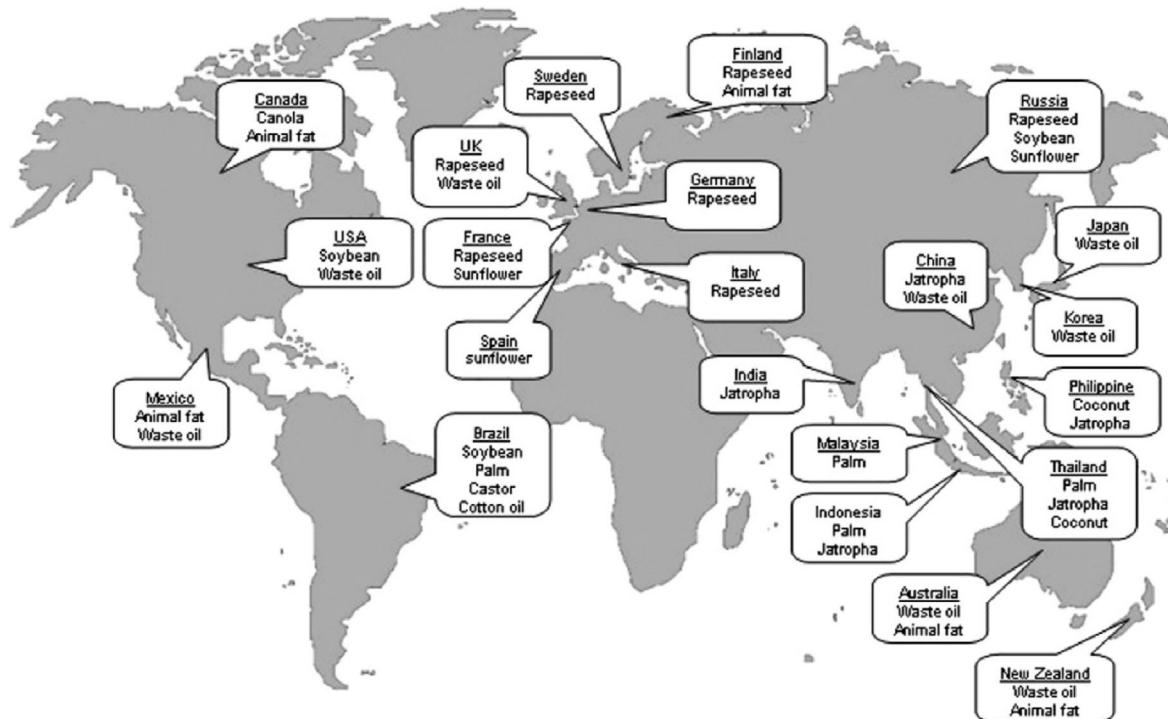 Finland
Rapeseed
Animal fat
Sweden
Rapeseed
Canada
Canola
Animal fat
Russia
Rapeseed
Soybean
Sunflower
UK
Rapeseed
Waste oil
Germany
Rapeseed
USA
Soybean
Waste oil
France
Rapeseed
Sunflower
Italy
Rapeseed
China
Jatropha
Waste oil
Japan
Waste oil
Korea
Waste oil
Spain
sunflower
India
Jatropha
Philippine
Coconut
Jatropha
Mexico
Animal fat
Waste oil
Brazil
Soybean
Palm
Castor
Cotton oil
Malaysia
Palm
Thailand
Palm
Jatropha
Coconut
Indonesia
Palm
Jatropha
Australia
Waste oil
Animal fat
New Zealand
Waste oil
Animal fat